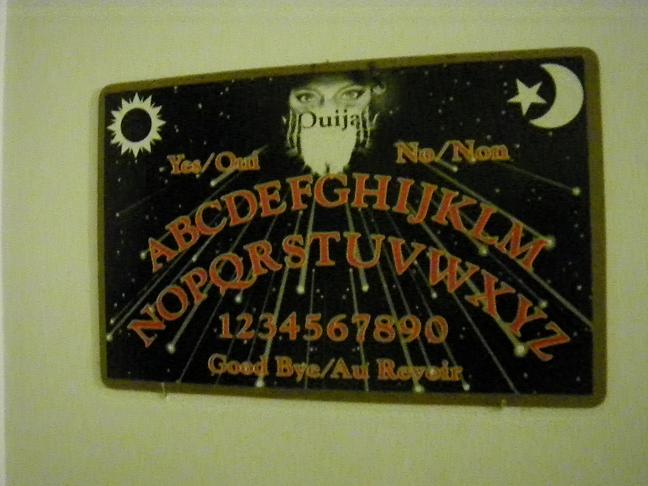 Ouija
Yes/Oui No/Non
ABCDEFGHIJKLM
NOPQRSTUVWXYZ
1234567890
Good Bye/Au Revoir